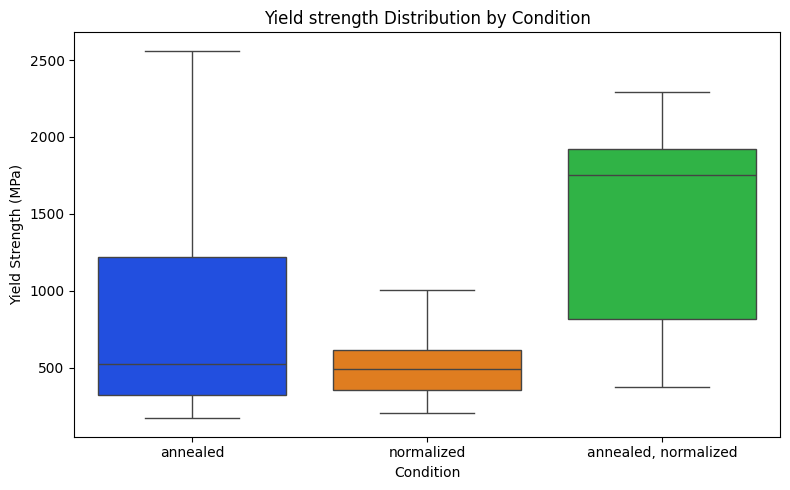 Yield strength Distribution by Condition
Yield Strength (MPa)
2500
2000
1500
1000
500
annealed
normalized
annealed, normalized
Condition